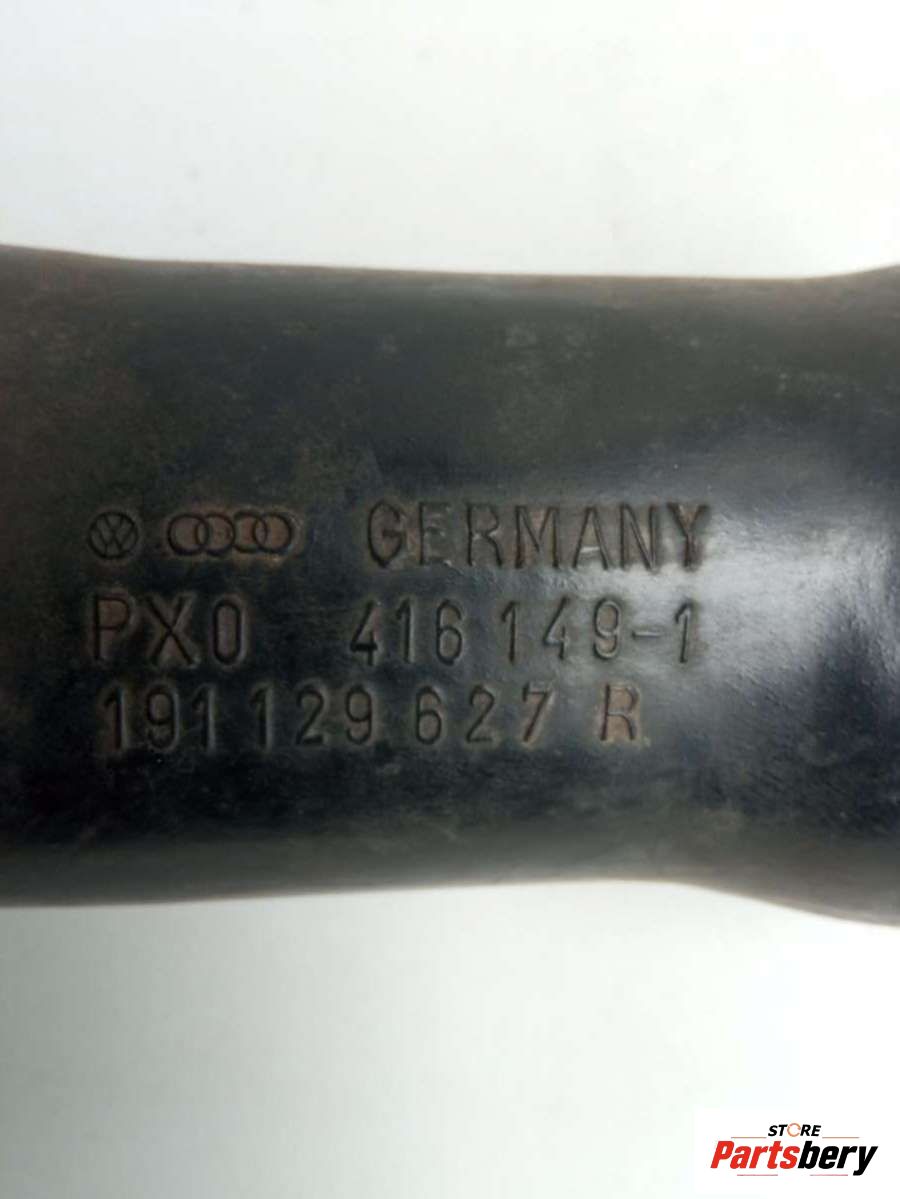 GERMANY
PX0 416 149-1
191 129 627 R
STORE
Partsbery